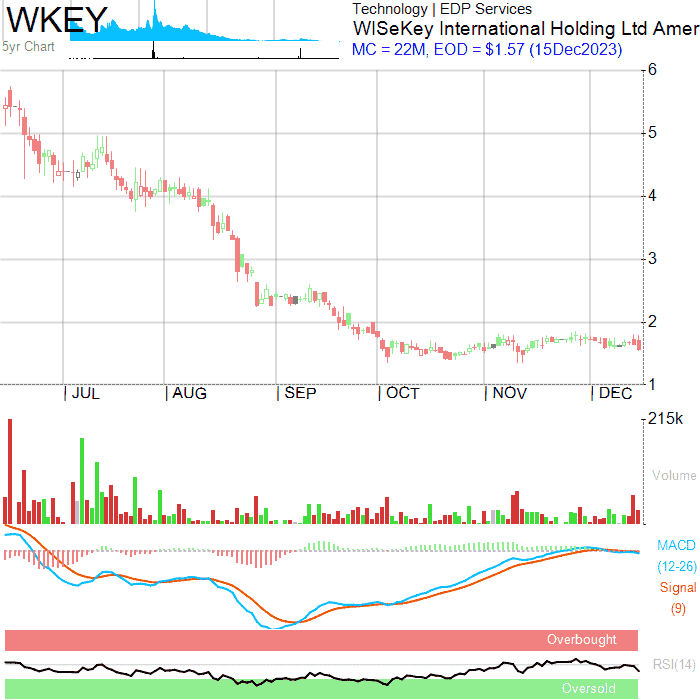 WKEY
5yr Chart
Technology | EDP Services
WISeKey International Holding Ltd Amer
MC = 22M, EOD = $1.57 (15Dec2023)
6
5
4
3
2
1
JUL
AUG
SEP
OCT
NOV
DEC
215k
Volume
MACD
(12-26)
Signal
(9)
Overbought
RSI(14)
Oversold